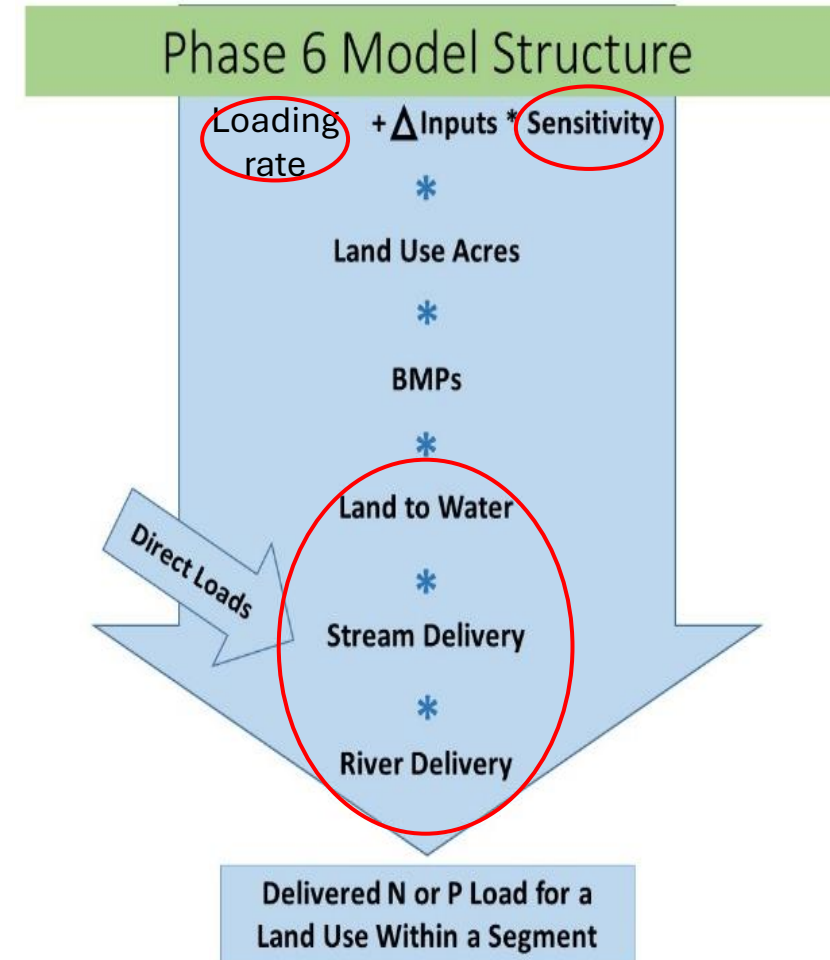 Phase 6 Model Structure
Loading + Δ Inputs * Sensitivity
rate
*
Land Use Acres
*
BMPs
*
Land to Water
Direct Loads
*
Stream Delivery
*
River Delivery
Delivered N or P Load for a
Land Use Within a Segment